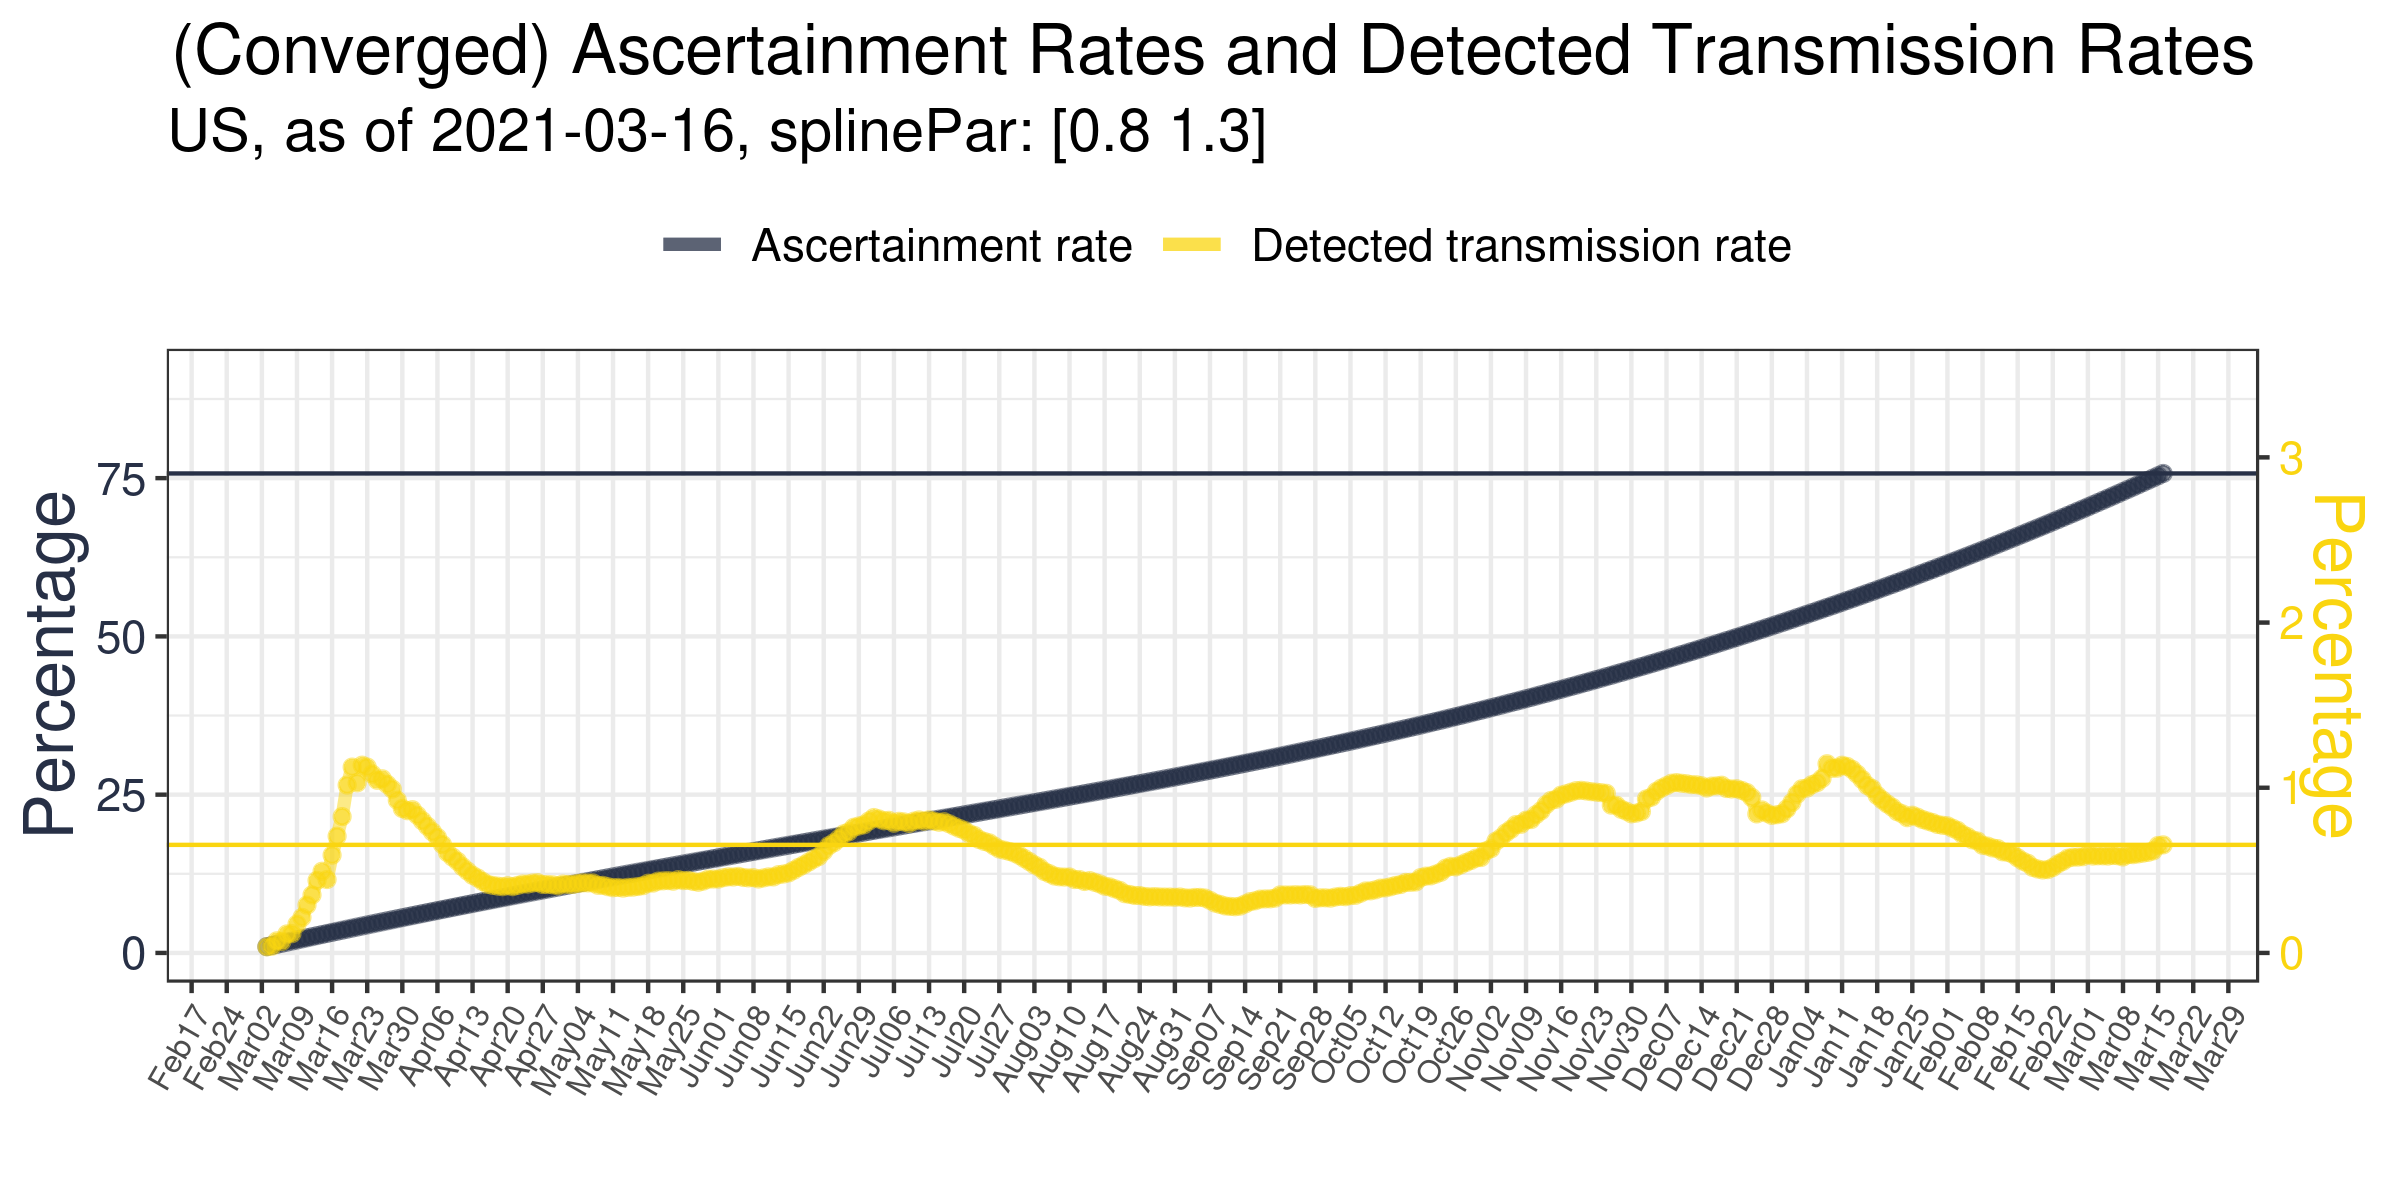 (Converged) Ascertainment Rates and Detected Transmission Rates
US, as of 2021-03-16, splinePar: [0.8 1.3]
Ascertainment rate Detected transmission rate
Percentage
75
50
25
0
3
2
1
0
Percentage
Feb17 Feb24 Mar02 Mar09 Mar16 Mar23 Mar30 Apr06 Apr13 Apr20 Apr27 May04 May11 May18 May25 Jun01 Jun08 Jun15 Jun22 Jun29 Jul06 Jul13 Jul20 Jul27 Aug03 Aug10 Aug17 Aug24 Aug31 Sep07 Sep14 Sep21 Sep28 Oct05 Oct12 Oct19 Oct26 Nov02 Nov09 Nov16 Nov23 Nov30 Dec07 Dec14 Dec21 Dec28 Jan04 Jan11 Jan18 Jan25 Feb01 Feb08 Feb15 Feb22 Mar01 Mar08 Mar15 Mar22 Mar29